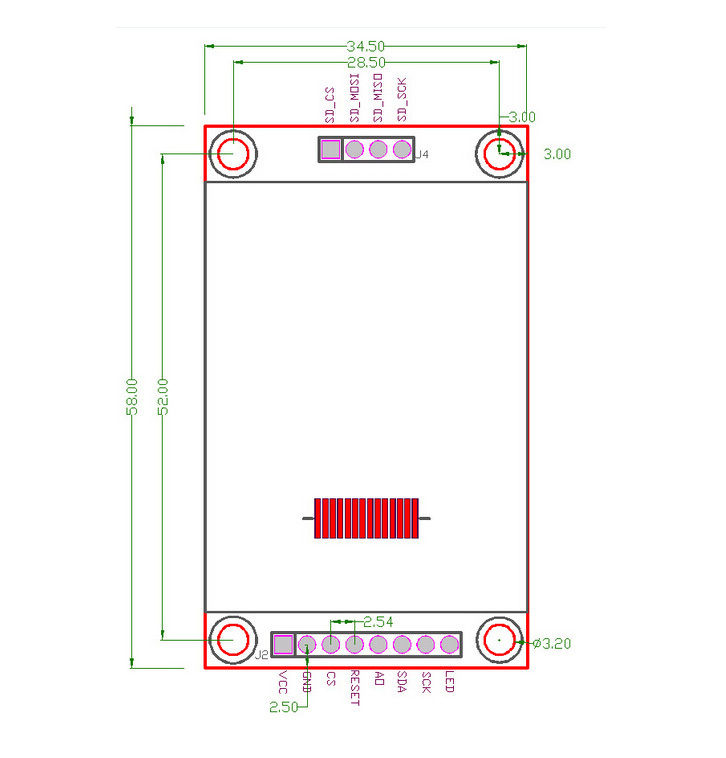 34.50
28.50
SD_CS
SD_MOSI
SD_MISO
SD_SCK
3.00
3.00
J4
58.00
52.00
2.54
ø3.20
J2
VCC
GND
CS
RESET
A0
SDA
SCK
LED
2.50